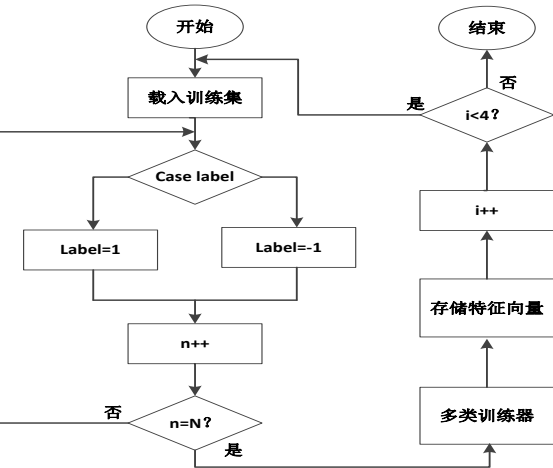 开始
载入训练集
Case label
Label=1
Label=-1
n++
n=N?
否
是
多类训练器
存储特征向量
i++
i<4?
是
否
结束